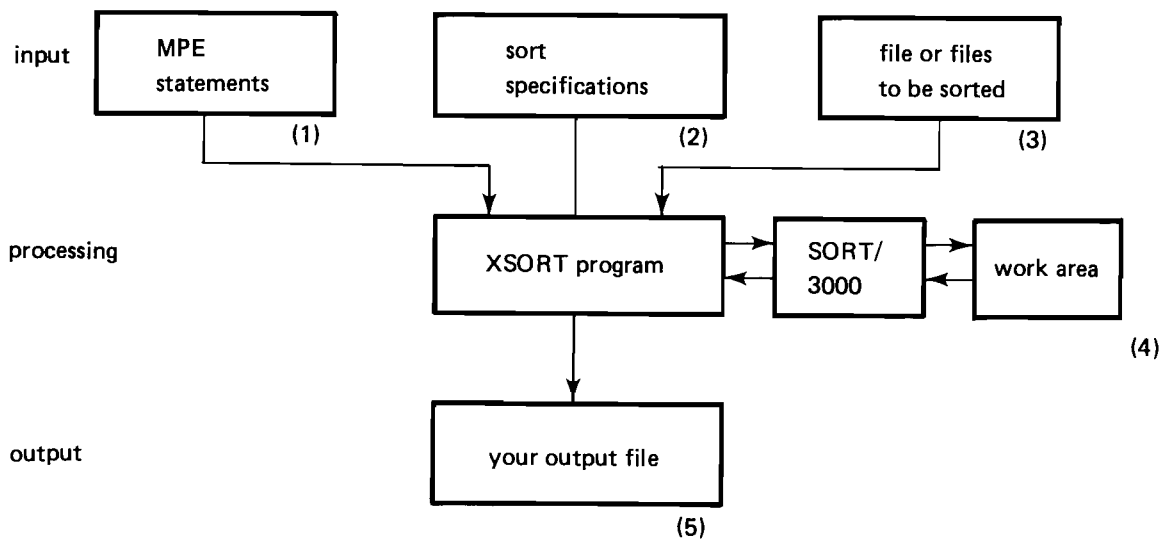 input
MPE
statements
(1)
sort
specifications
(2)
file or files
to be sorted
(3)
processing
XSORT program
SORT/
3000
work area
(4)
output
your output file
(5)